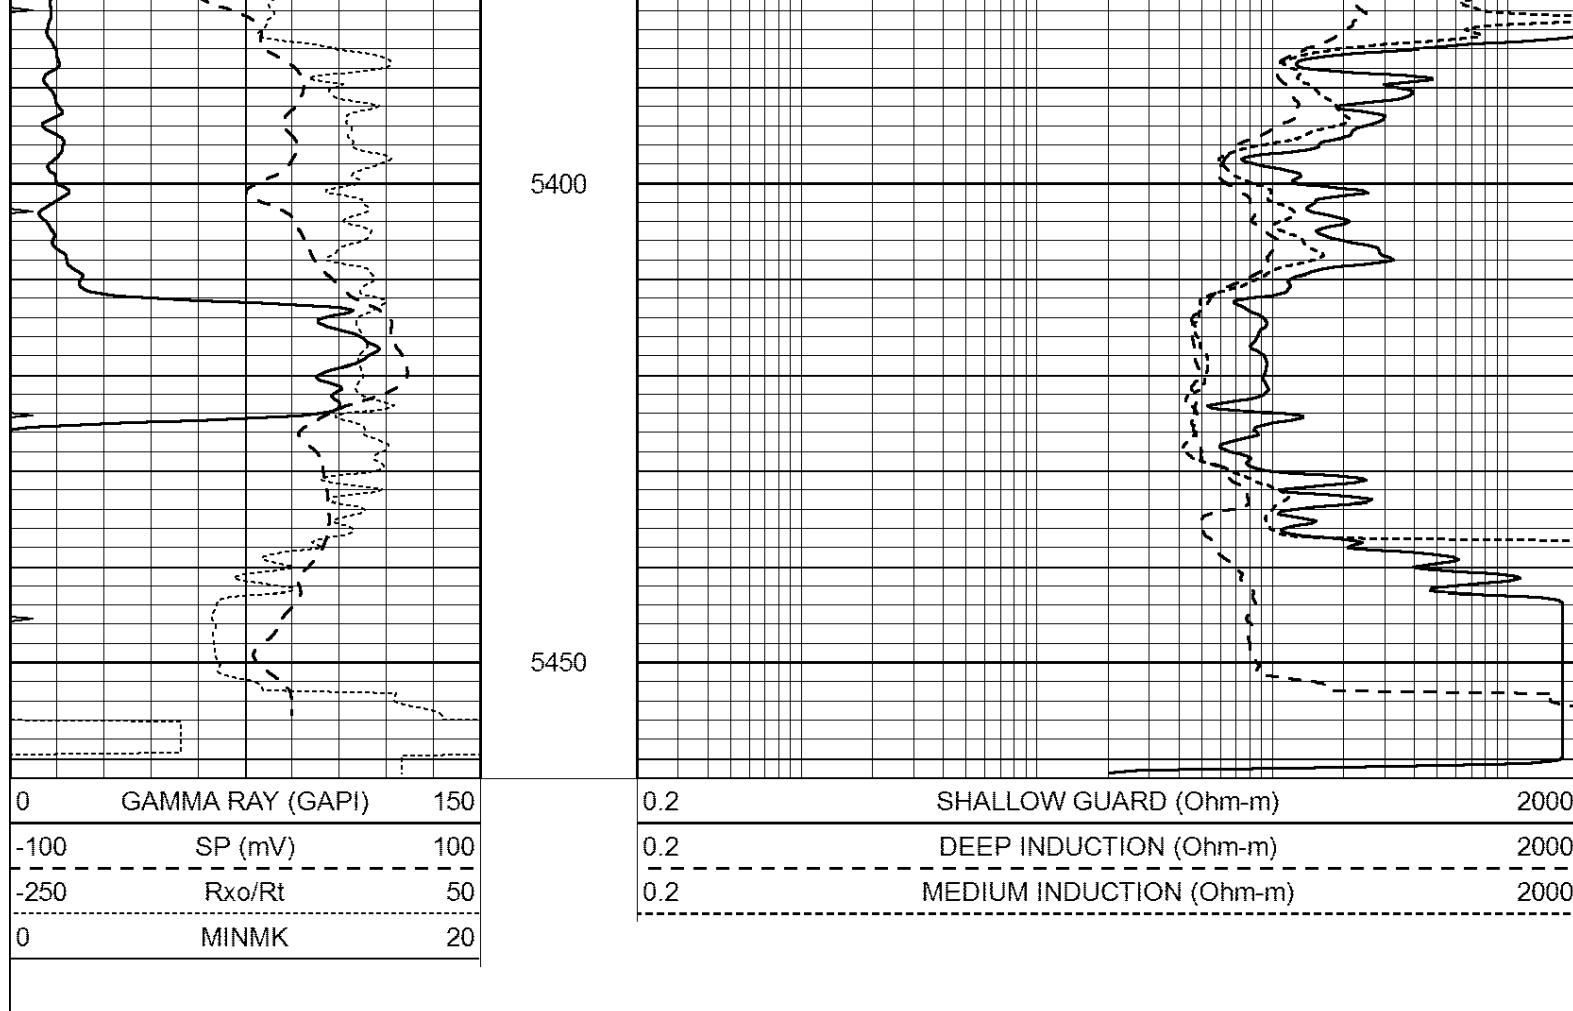 5400
5450
0 GAMMA RAY (GAPI) 150
-100 SP (mV) 100
-250 Rxo/Rt 50
0 MINMK 20
0.2 SHALLOW GUARD (Ohm-m) 2000
0.2 DEEP INDUCTION (Ohm-m) 2000
0.2 MEDIUM INDUCTION (Ohm-m) 2000